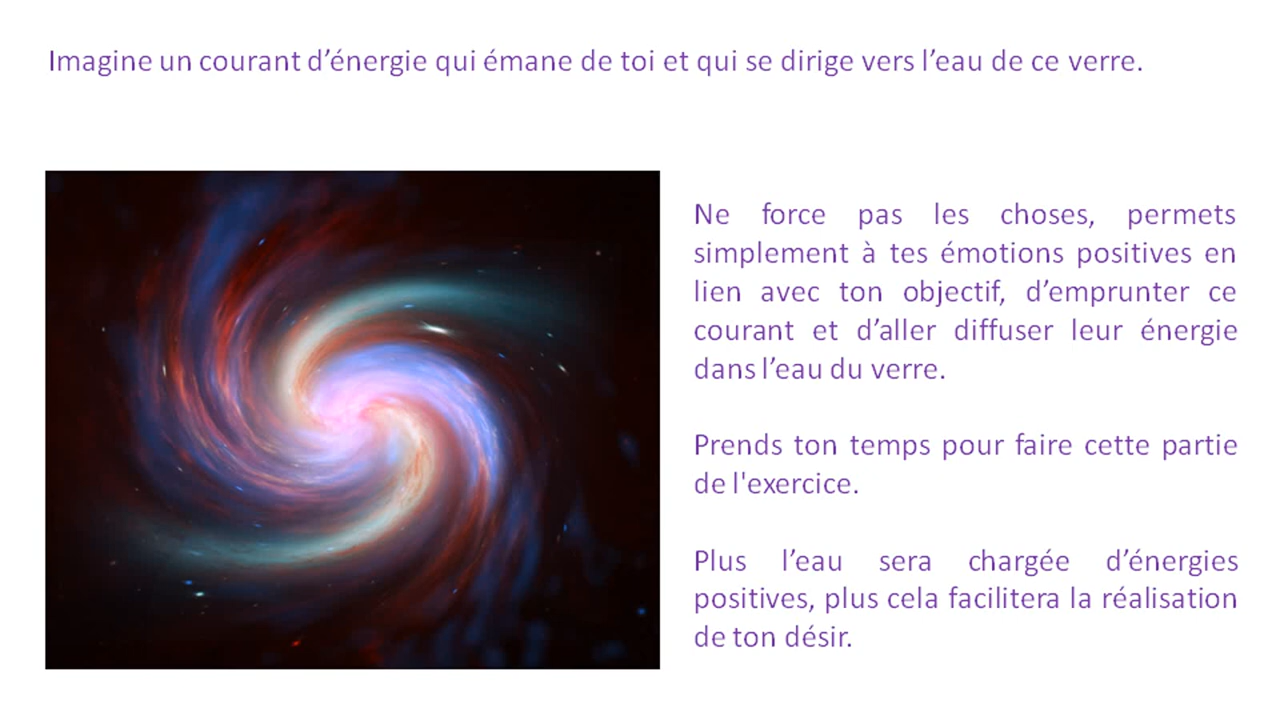 Imagine un courant d’énergie qui émane de toi et qui se dirige vers l’eau de ce verre.
Ne force pas les choses, permets
simplement à tes émotions positives en
lien avec ton objectif, d’emprunter ce
courant et d’aller diffuser leur énergie
dans l’eau du verre.
Prends ton temps pour faire cette partie
de l'exercice.
Plus l’eau sera chargée d’énergies
positives, plus cela facilitera la réalisation
de ton désir.